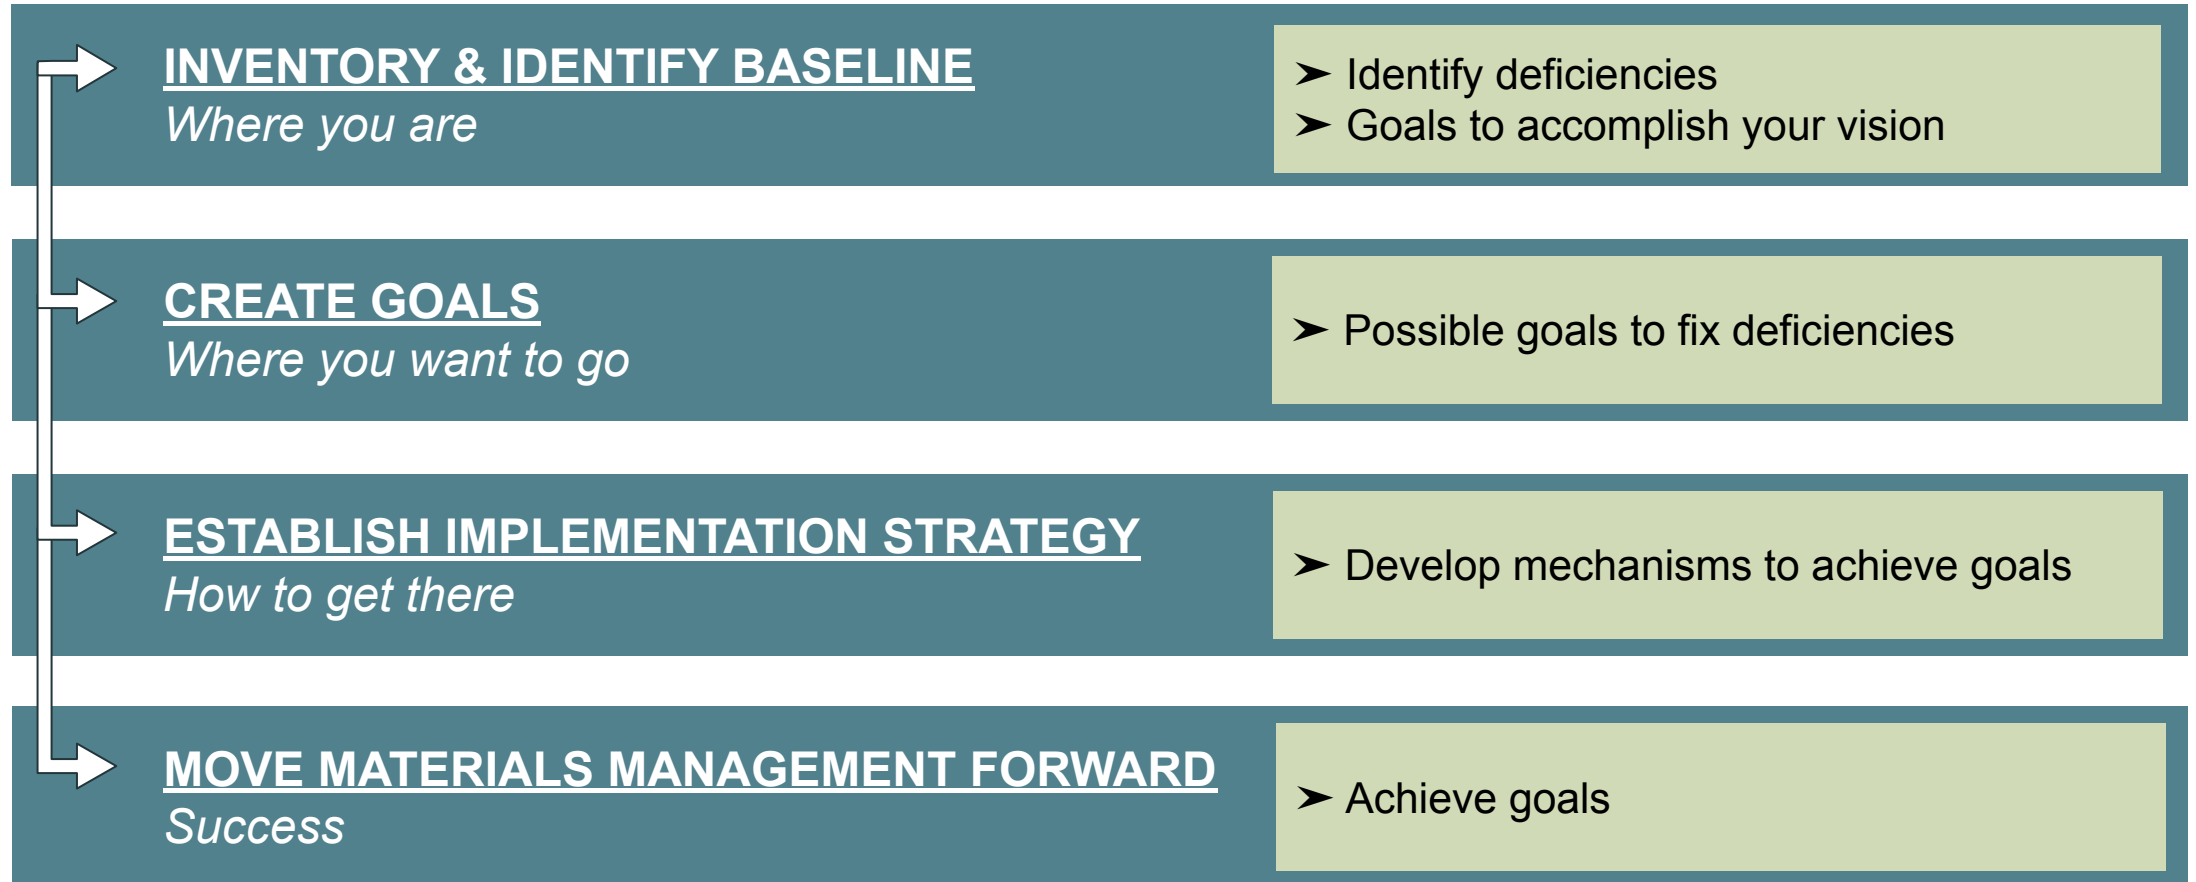 INVENTORY & IDENTIFY BASELINE
Where you are
➤ Identify deficiencies
➤ Goals to accomplish your vision
CREATE GOALS
Where you want to go
➤ Possible goals to fix deficiencies
ESTABLISH IMPLEMENTATION STRATEGY
How to get there
➤ Develop mechanisms to achieve goals
MOVE MATERIALS MANAGEMENT FORWARD
Success
➤ Achieve goals